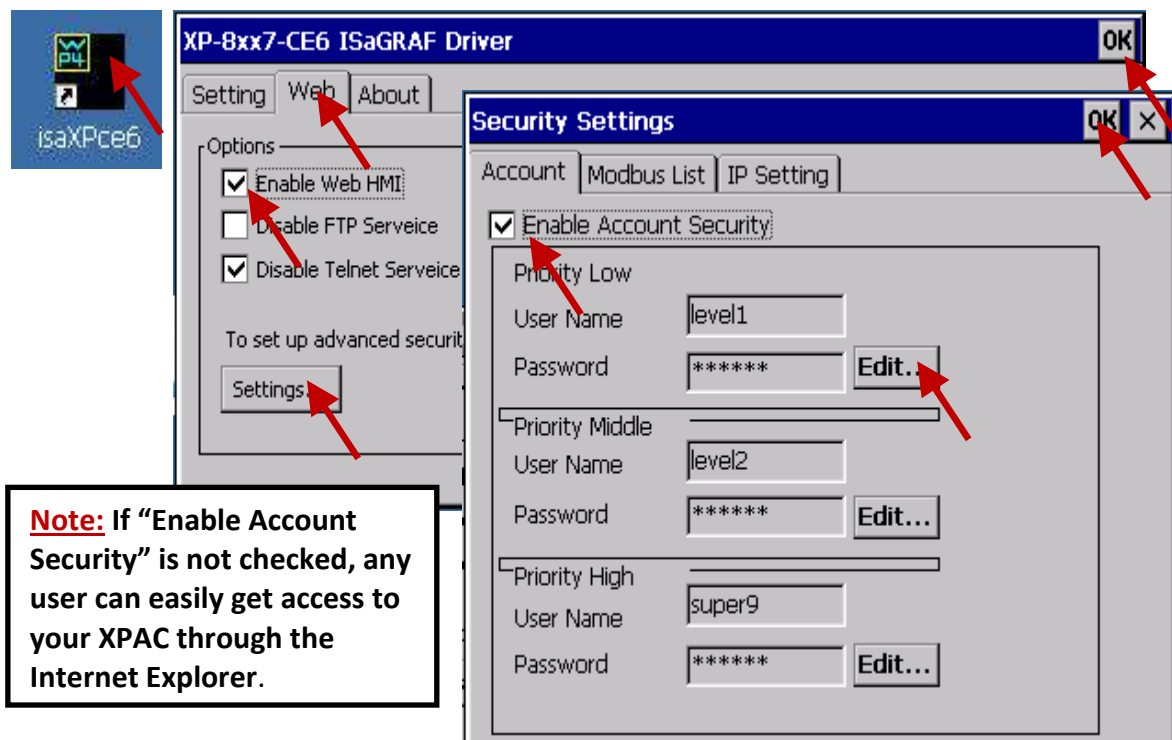 WP4
isaXPce6
XP-8xx7-CE6 ISaGRAF Driver
OK
Setting
Web
About
Options
Enable Web HMI
Disable FTP Serveice
Disable Telnet Serveice
To set up advanced securit
Settings.
Note: If “Enable Account
Security” is not checked, any
user can easily get access to
your XPAC through the
Internet Explorer.
Security Settings
OK
×
Account
Modbus List
IP Setting
Enable Account Security
Priority Low
User Name
level1
Password
******
Edit...
Priority Middle
User Name
level2
Password
******
Edit...
Priority High
User Name
super9
Password
******
Edit...